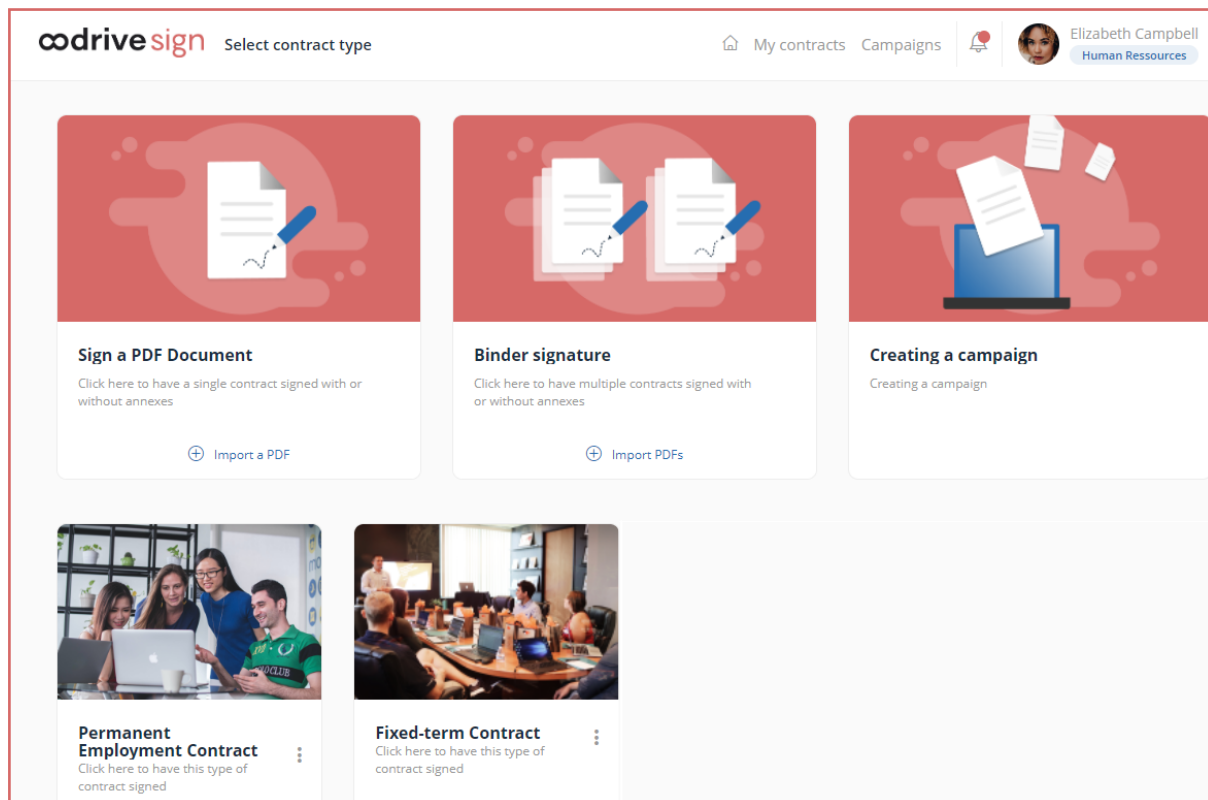 oodrive sign
Select contract type
My contracts
Campaigns
Elizabeth Campbell
Human Ressources
Sign a PDF Document
Click here to have a single contract signed with or
without annexes
Import a PDF
Binder signature
Click here to have multiple contracts signed with
or without annexes
Import PDFs
Creating a campaign
Creating a campaign
CLUB
Permanent
Employment Contract
Click here to have this type of
contract signed
Fixed-term Contract
Click here to have this type of
contract signed